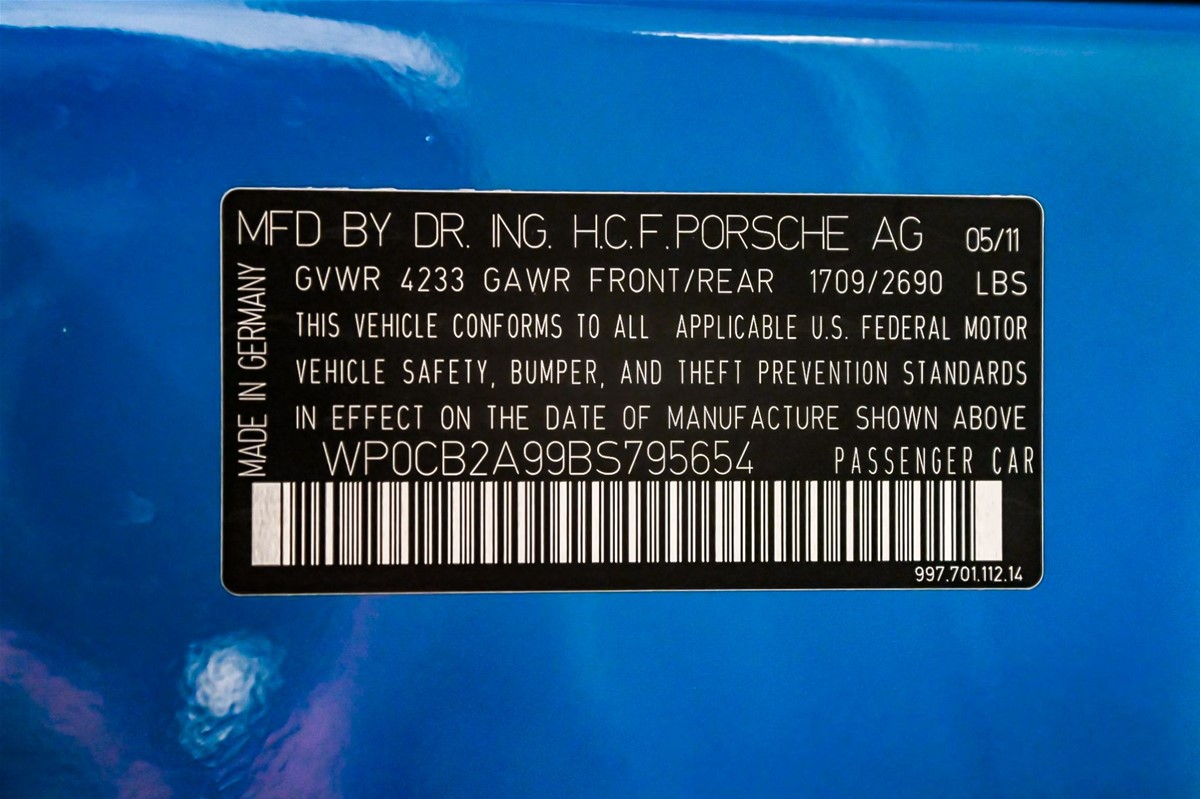 MFD BY DR. ING. H.C.F.PORSCHE AG 05/11
GVWR 4233 GAWR FRONT/REAR 1709/2690 LBS
THIS VEHICLE CONFORMS TO ALL APPLICABLE U.S. FEDERAL MOTOR
VEHICLE SAFETY, BUMPER, AND THEFT PREVENTION STANDARDS
IN EFFECT ON THE DATE OF MANUFACTURE SHOWN ABOVE
WP0CB2A99BS795654 PASSENGER CAR
MADE IN GERMANY
997.701.112.14